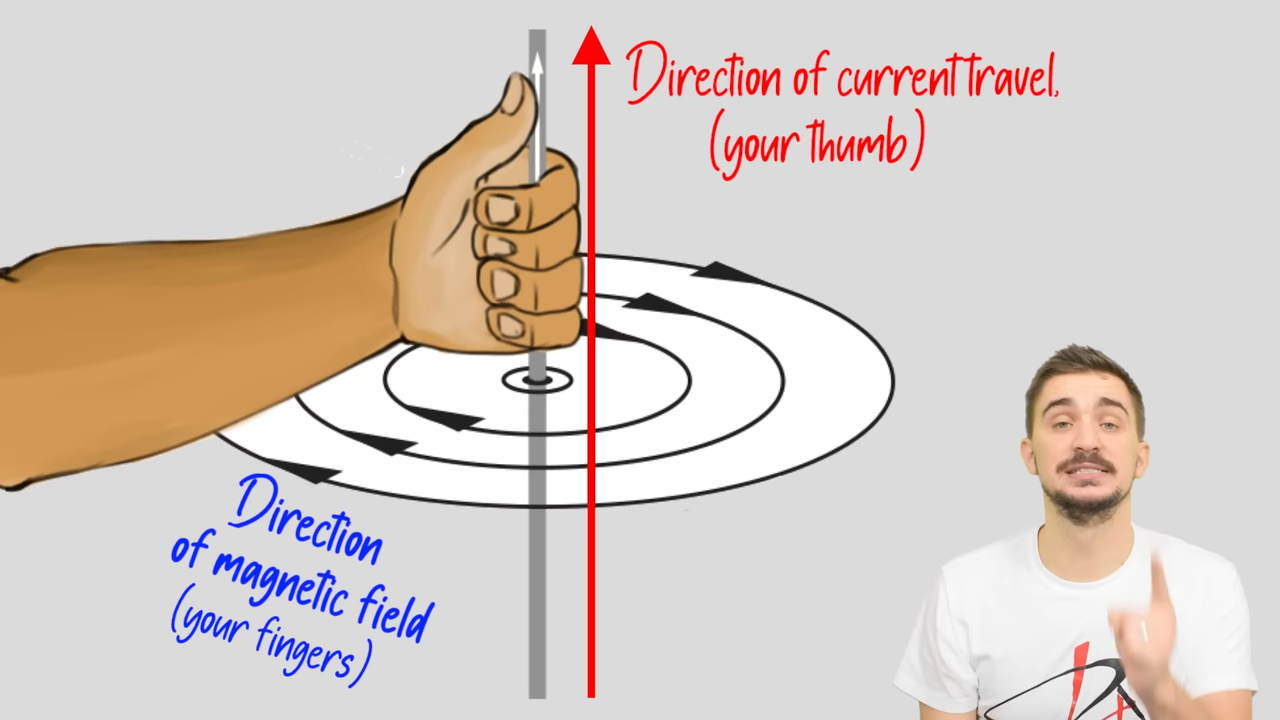 Direction of current travel,
(your thumb)
Direction
of magnetic field
(your fingers)